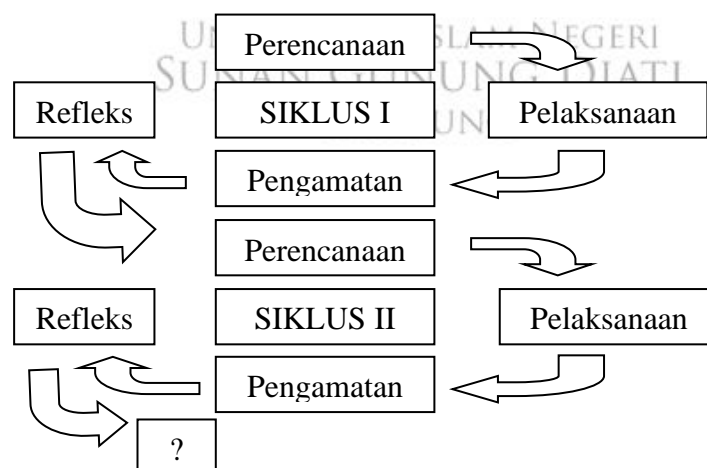 Perencanaan
Refleks
SIKLUS I
Pelaksanaan
Pengamatan
Perencanaan
Refleks
SIKLUS II
Pelaksanaan
Pengamatan
?